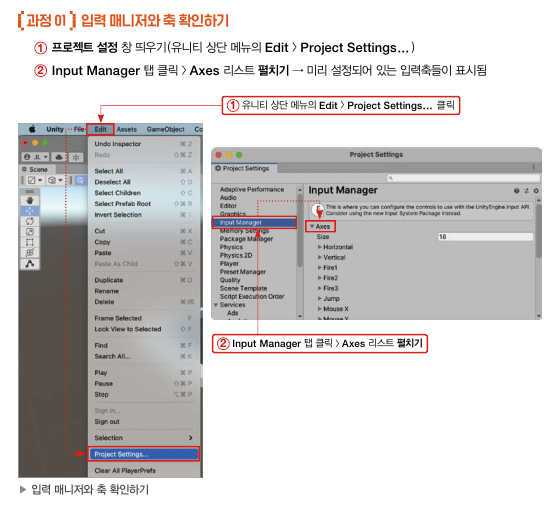 과정 01 입력 매니저와 축 확인하기
① 프로젝트 설정 창 띄우기(유니티 상단 메뉴의 Edit > Project Settings...)
② Input Manager 탭 클릭 > Axes 리스트 펼치기 → 미리 설정되어 있는 입력축들이 표시됨
① 유니티 상단 메뉴의 Edit > Project Settings... 클릭
Unity File Edit Assets GameObject Co
Undo Inspector ⌘ Z
Redo ⇧ ⌘ Z
JL
Scene
Select All ⌘ A
Deselect All ⇧ D
Select Children ⇧ C
Select Prefab Root ⇧ ⌘ R
Invert Selection ⌘ I
Cut ⌘ X
Copy ⌘ C
Paste ⌘ V
Paste As Child ⇧ ⌘ V
Duplicate ⌘ D
Rename
Delete ⌘ ⌫
Frame Selected F
Lock View to Selected ⇧ F
Find ⌘ F
Search All... ⌘ K
Play ⌘ P
Pause ⇧ ⌘ P
Step ⌥ ⌘ P
Sign in...
Sign out
Selection >
Project Settings...
Clear All PlayerPrefs
Project Settings
Project Settings
Adaptive Performance
Audio
Editor
Graphics
Input Manager
Memory Settings
Package Manager
Physics
Physics 2D
Player
Preset Manager
Quality
Scene Template
Script Execution Order
Services
Ads
Input Manager
This is where you can configure the controls to use with the UnityEngine Input API.
Consider using the new Input System Package instead.
Axes
Size 18
Horizontal
Vertical
Fire1
Fire2
Fire3
Jump
Mouse X
Mouse Y
② Input Manager 탭 클릭 > Axes 리스트 펼치기
▶ 입력 매니저와 축 확인하기